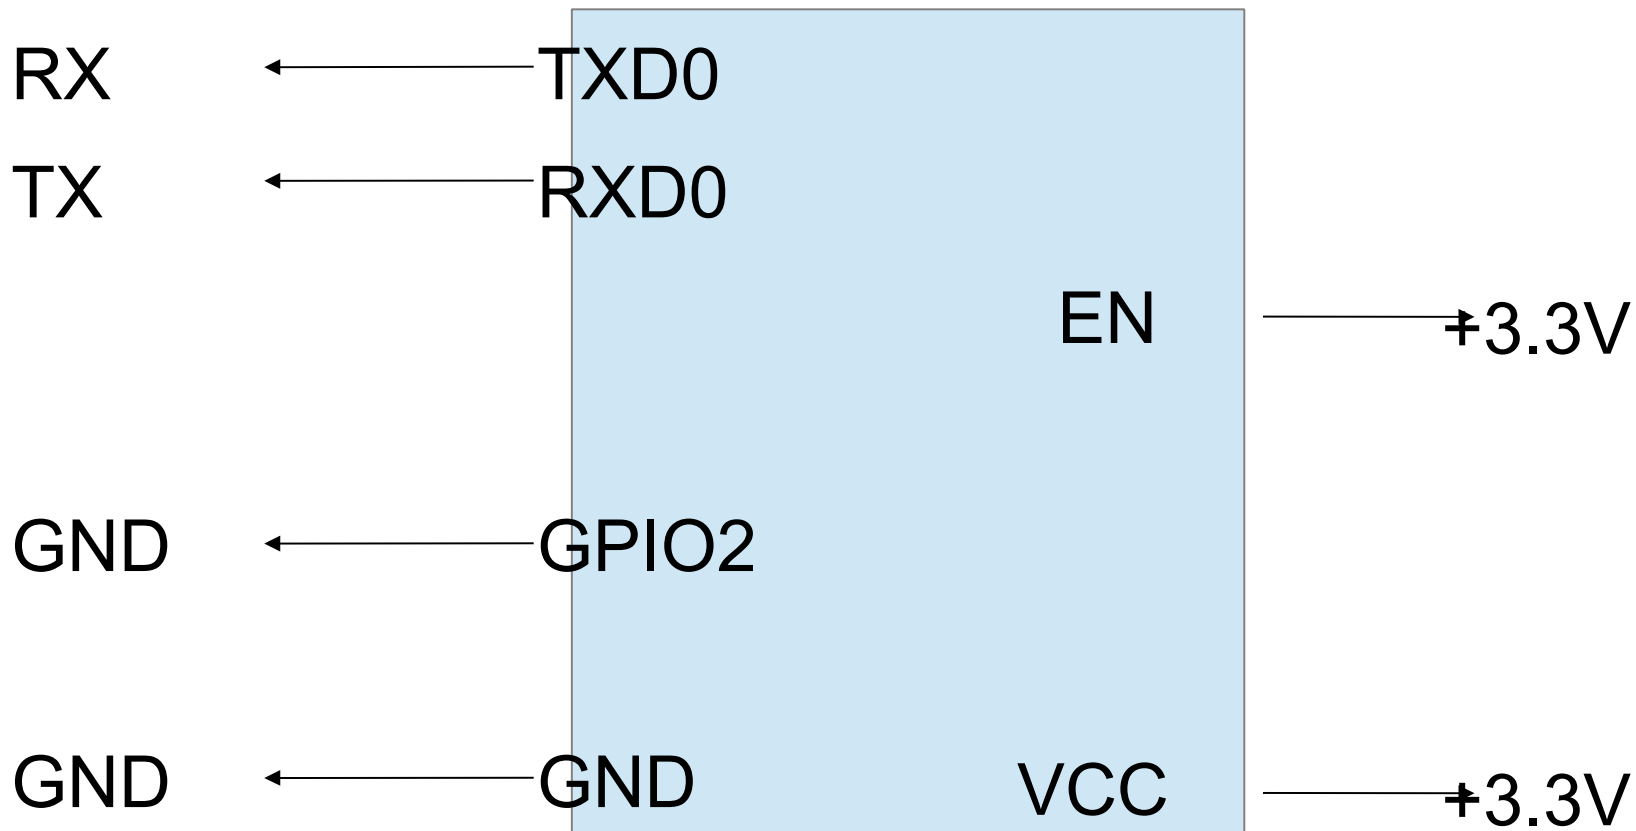 RX TXD0
TX RXD0
EN +3.3V
GND GPIO2
GND GND VCC +3.3V